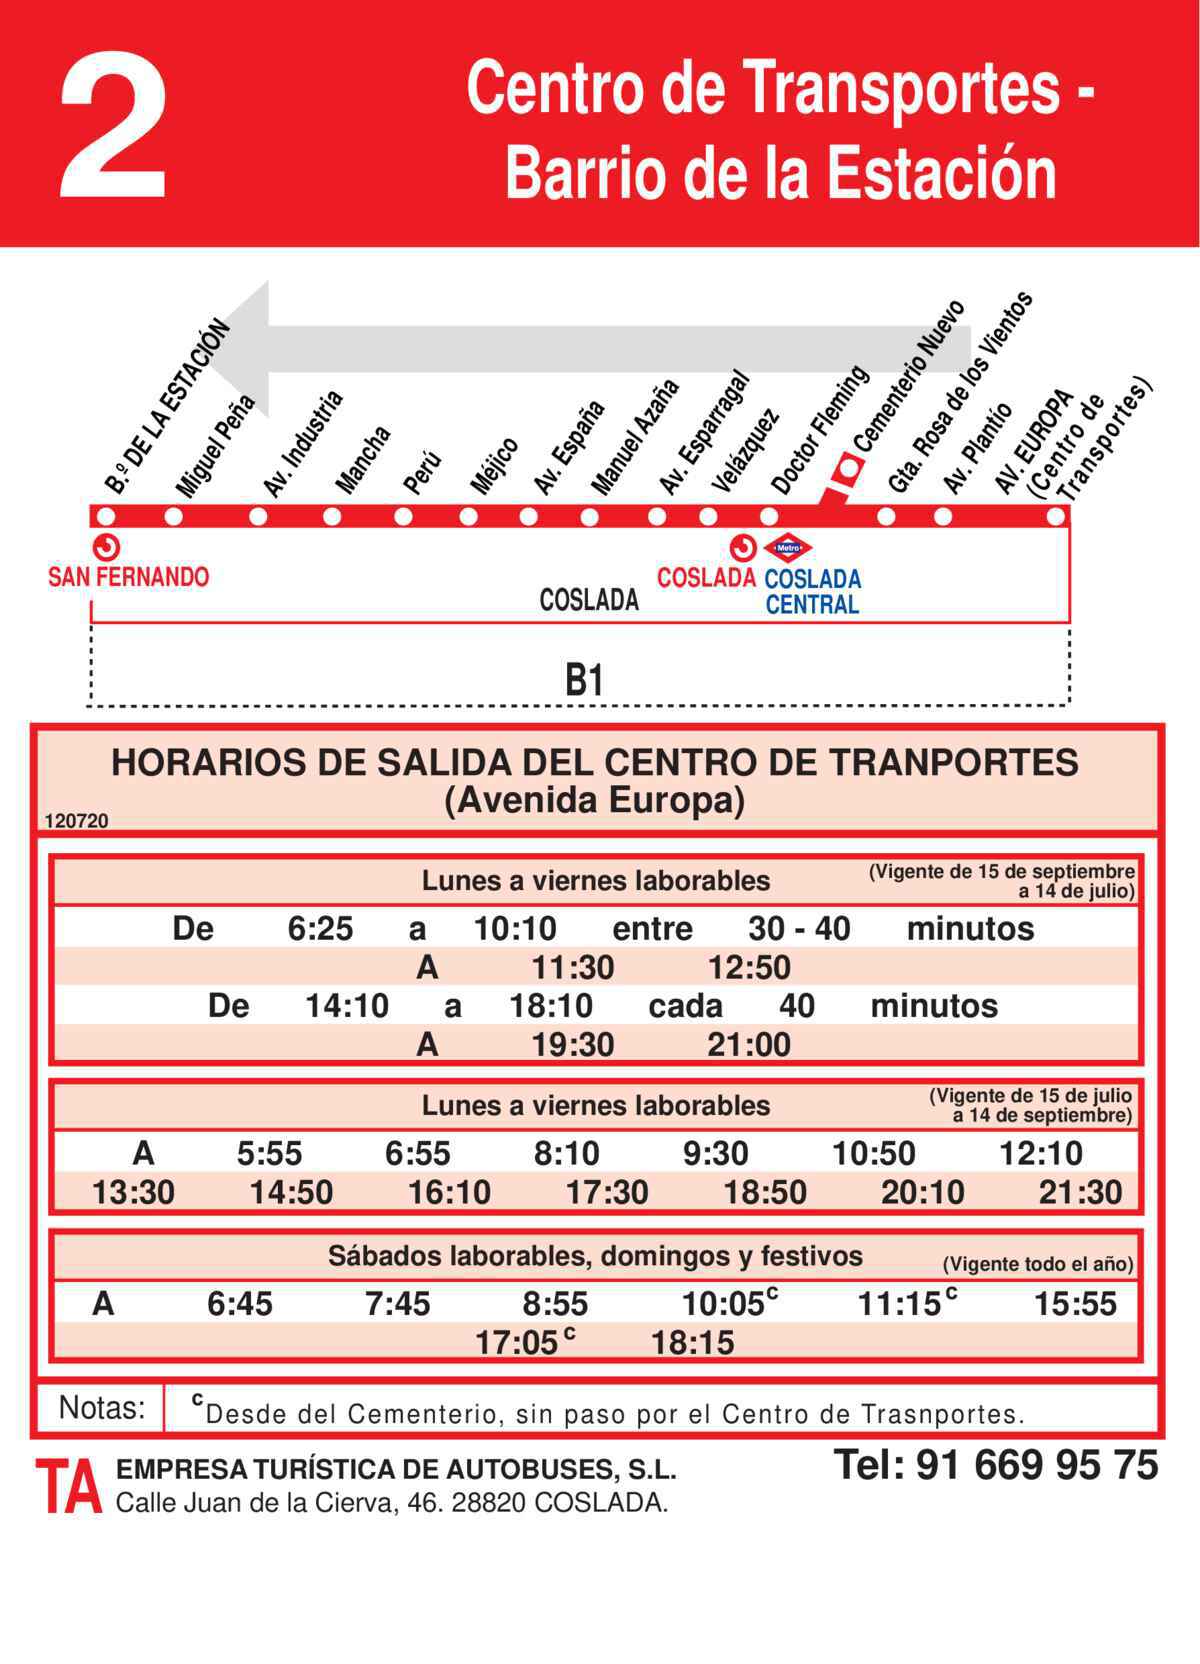 2
Centro de Transportes -
Barrio de la Estación
B.º DE LA ESTACIÓN
Miguel Peña
Av. Industria
Mancha
Perú
Méjico
Av. España
Manuel Azaña
Av. Esparragal
Velázquez
Doctor Fleming
Cementerio Nuevo
Gta. Rosa de los Vientos
Av. Plantío
AV. EUROPA
(Centro de
Transportes)
SAN FERNANDO
COSLADA
COSLADA
Metro
COSLADA
CENTRAL
B1
HORARIOS DE SALIDA DEL CENTRO DE TRANPORTES
(Avenida Europa)
120720
Lunes a viernes laborables (Vigente de 15 de septiembre
a 14 de julio)
De 6:25 a 10:10 entre 30 - 40 minutos
A 11:30 12:50
De 14:10 a 18:10 cada 40 minutos
A 19:30 21:00
Lunes a viernes laborables (Vigente de 15 de julio
a 14 de septiembre)
A 5:55 6:55 8:10 9:30 10:50 12:10
13:30 14:50 16:10 17:30 18:50 20:10 21:30
Sábados laborables, domingos y festivos (Vigente todo el año)
A 6:45 7:45 8:55 10:05 c 11:15 c 15:55
17:05 c 18:15
Notas: c Desde del Cementerio, sin paso por el Centro de Trasnportes.
TA EMPRESA TURÍSTICA DE AUTOBUSES, S.L. Tel: 91 669 95 75
Calle Juan de la Cierva, 46. 28820 COSLADA.